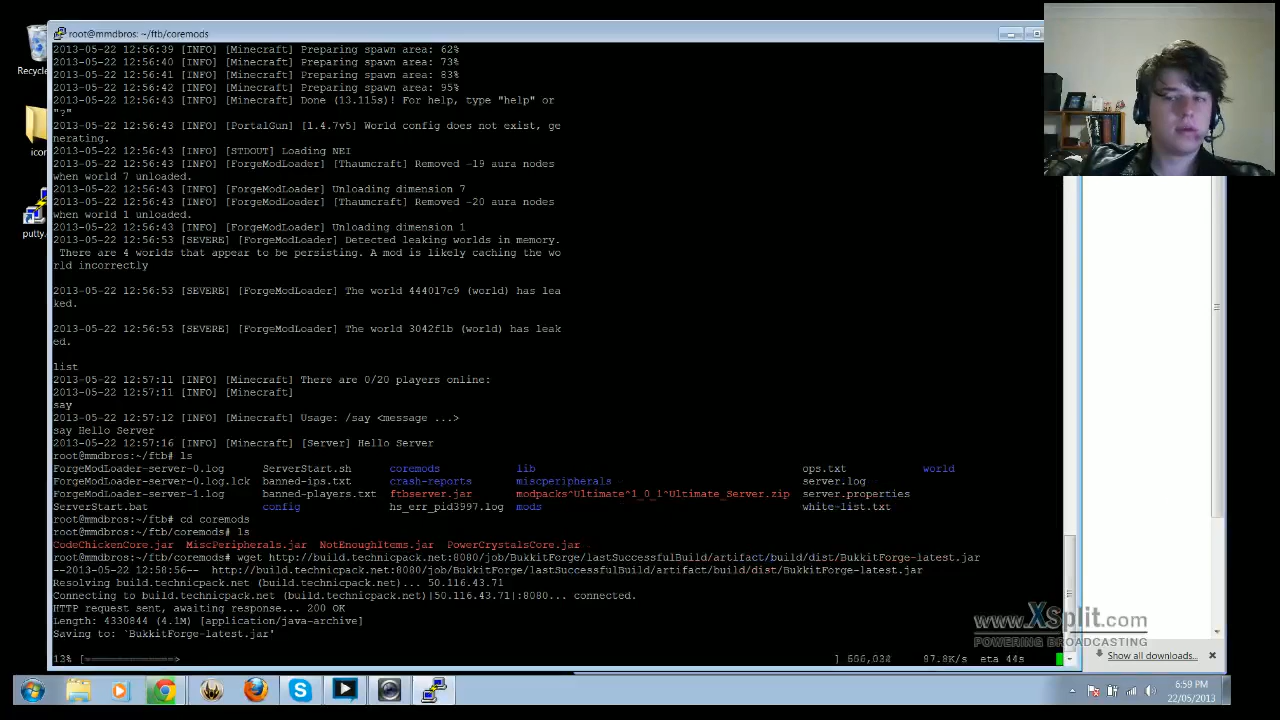 root@mmdbros: ~/ftb/coremods
2013-05-22 12:56:39 [INFO] [Minecraft] Preparing spawn area: 62%
2013-05-22 12:56:40 [INFO] [Minecraft] Preparing spawn area: 73%
2013-05-22 12:56:41 [INFO] [Minecraft] Preparing spawn area: 83%
2013-05-22 12:56:42 [INFO] [Minecraft] Preparing spawn area: 95%
2013-05-22 12:56:43 [INFO] [Minecraft] Done (13.115s)! For help, type "help" or
"?"
2013-05-22 12:56:43 [INFO] [PortalGun] [1.4.7v5] World config does not exist, ge
nerating.
2013-05-22 12:56:43 [INFO] [STDOUT] Loading NEI
2013-05-22 12:56:43 [INFO] [ForgeModLoader] [Thaumcraft] Removed -19 aura nodes
when world 7 unloaded.
2013-05-22 12:56:43 [INFO] [ForgeModLoader] Unloading dimension 7
2013-05-22 12:56:43 [INFO] [ForgeModLoader] [Thaumcraft] Removed -20 aura nodes
when world 1 unloaded.
2013-05-22 12:56:43 [INFO] [ForgeModLoader] Unloading dimension 1
2013-05-22 12:56:53 [SEVERE] [ForgeModLoader] Detected leaking worlds in memory.
There are 4 worlds that appear to be persisting. A mod is likely caching the wo
rld incorrectly
2013-05-22 12:56:53 [SEVERE] [ForgeModLoader] The world 444017c9 (world) has lea
ked.
2013-05-22 12:56:53 [SEVERE] [ForgeModLoader] The world 3042f1b (world) has leak
ed.
list
2013-05-22 12:57:11 [INFO] [Minecraft] There are 0/20 players online:
2013-05-22 12:57:11 [INFO] [Minecraft]
say
2013-05-22 12:57:12 [INFO] [Minecraft] Usage: /say <message ...>
say Hello Server
2013-05-22 12:57:16 [INFO] [Minecraft] [Server] Hello Server
root@mmdbros:~/ftb# ls
ForgeModLoader-server-0.log ServerStart.sh coremods lib ops.txt world
ForgeModLoader-server-0.log.lck banned-ips.txt crash-reports miscperipherals server.log
ForgeModLoader-server-1.log banned-players.txt ftbserver.jar modpacks^Ultimate^1_0_1^Ultimate_Server.zip server.properties
ServerStart.bat config hs_err_pid3997.log mods white-list.txt
root@mmdbros:~/ftb# cd coremods
root@mmdbros:~/ftb/coremods# ls
CodeChickenCore.jar MiscPeripherals.jar NotEnoughItems.jar PowerCrystalsCore.jar
root@mmdbros:~/ftb/coremods# wget http://build.technicpack.net:8080/job/BukkitForge/lastSuccessfulBuild/artifact/build/dist/BukkitForge-latest.jar
--2013-05-22 12:58:56-- http://build.technicpack.net:8080/job/BukkitForge/lastSuccessfulBuild/artifact/build/dist/BukkitForge-latest.jar
Resolving build.technicpack.net (build.technicpack.net)... 50.116.43.71
Connecting to build.technicpack.net (build.technicpack.net)|50.116.43.71|:8080... connected.
HTTP request sent, awaiting response... 200 OK
Length: 4330844 (4.1M) [application/java-archive]
Saving to: `BukkitForge-latest.jar'
12% [===============> ] 97.8K/s eta 44s
Recycle
icon
putty.
www.XSplit.com
POWERING BROADCASTING
Show all downloads...
6:59 PM
22/05/2013